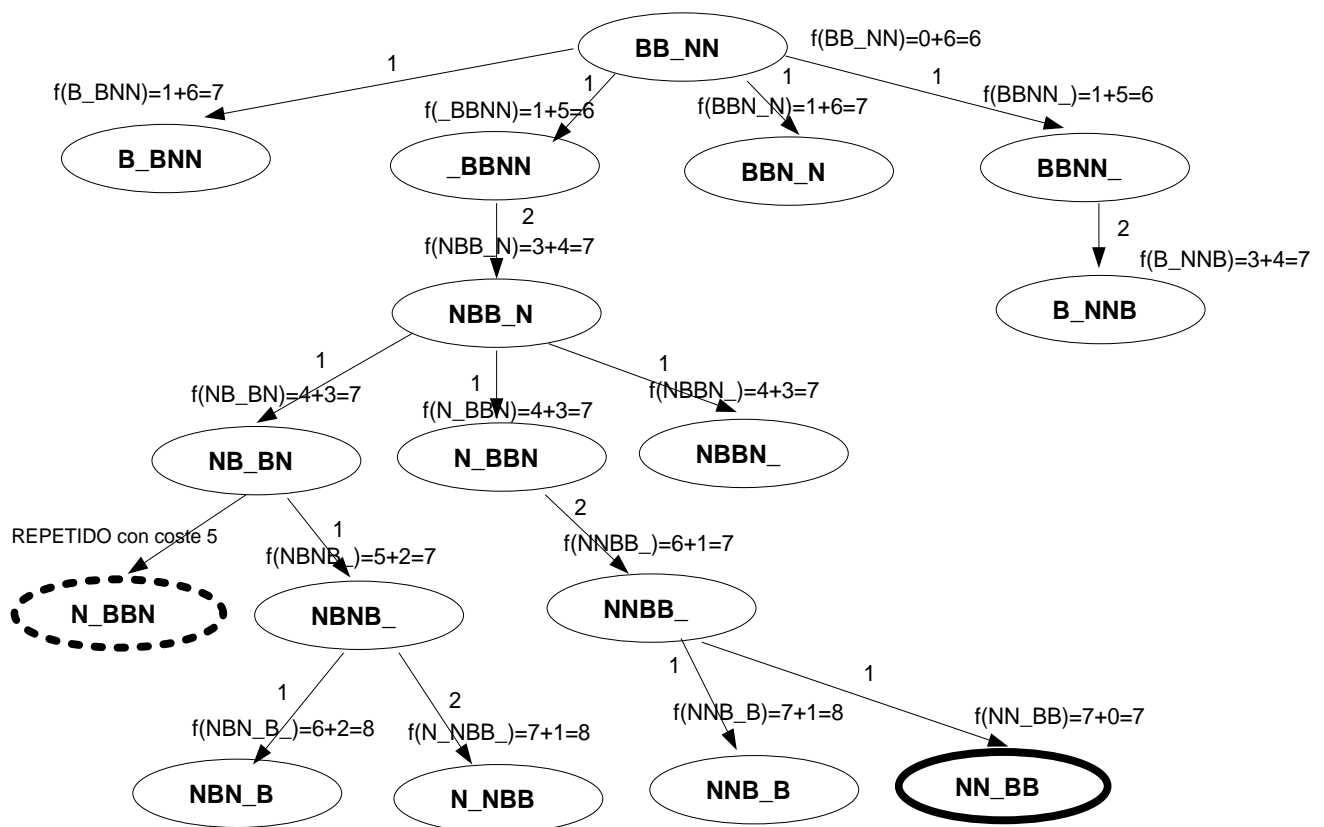 BB_NN
f(BB_NN)=0+6=6
1
1
1
1
f(B_BNN)=1+6=7
f(_BBNN)=1+5=6
f(BBN_N)=1+6=7
f(BBNN_)=1+5=6
B_BNN
_BBNN
BBN_N
BBNN_
2
2
f(NBB_N)=3+4=7
f(B_NNB)=3+4=7
NBB_N
B_NNB
1
1
1
f(NB_BN)=4+3=7
f(N_BBN)=4+3=7
f(NBBN_)=4+3=7
NB_BN
N_BBN
NBBN_
REPETIDO con coste 5
1
2
f(NBNB_)=5+2=7
f(NNBB_)=6+1=7
N_BBN
NBNB_
NNBB_
1
2
1
1
f(NBN_B_)=6+2=8
f(N_NBB_)=7+1=8
f(NNB_B)=7+1=8
f(NN_BB)=7+0=7
NBN_B
N_NBB
NNB_B
NN_BB